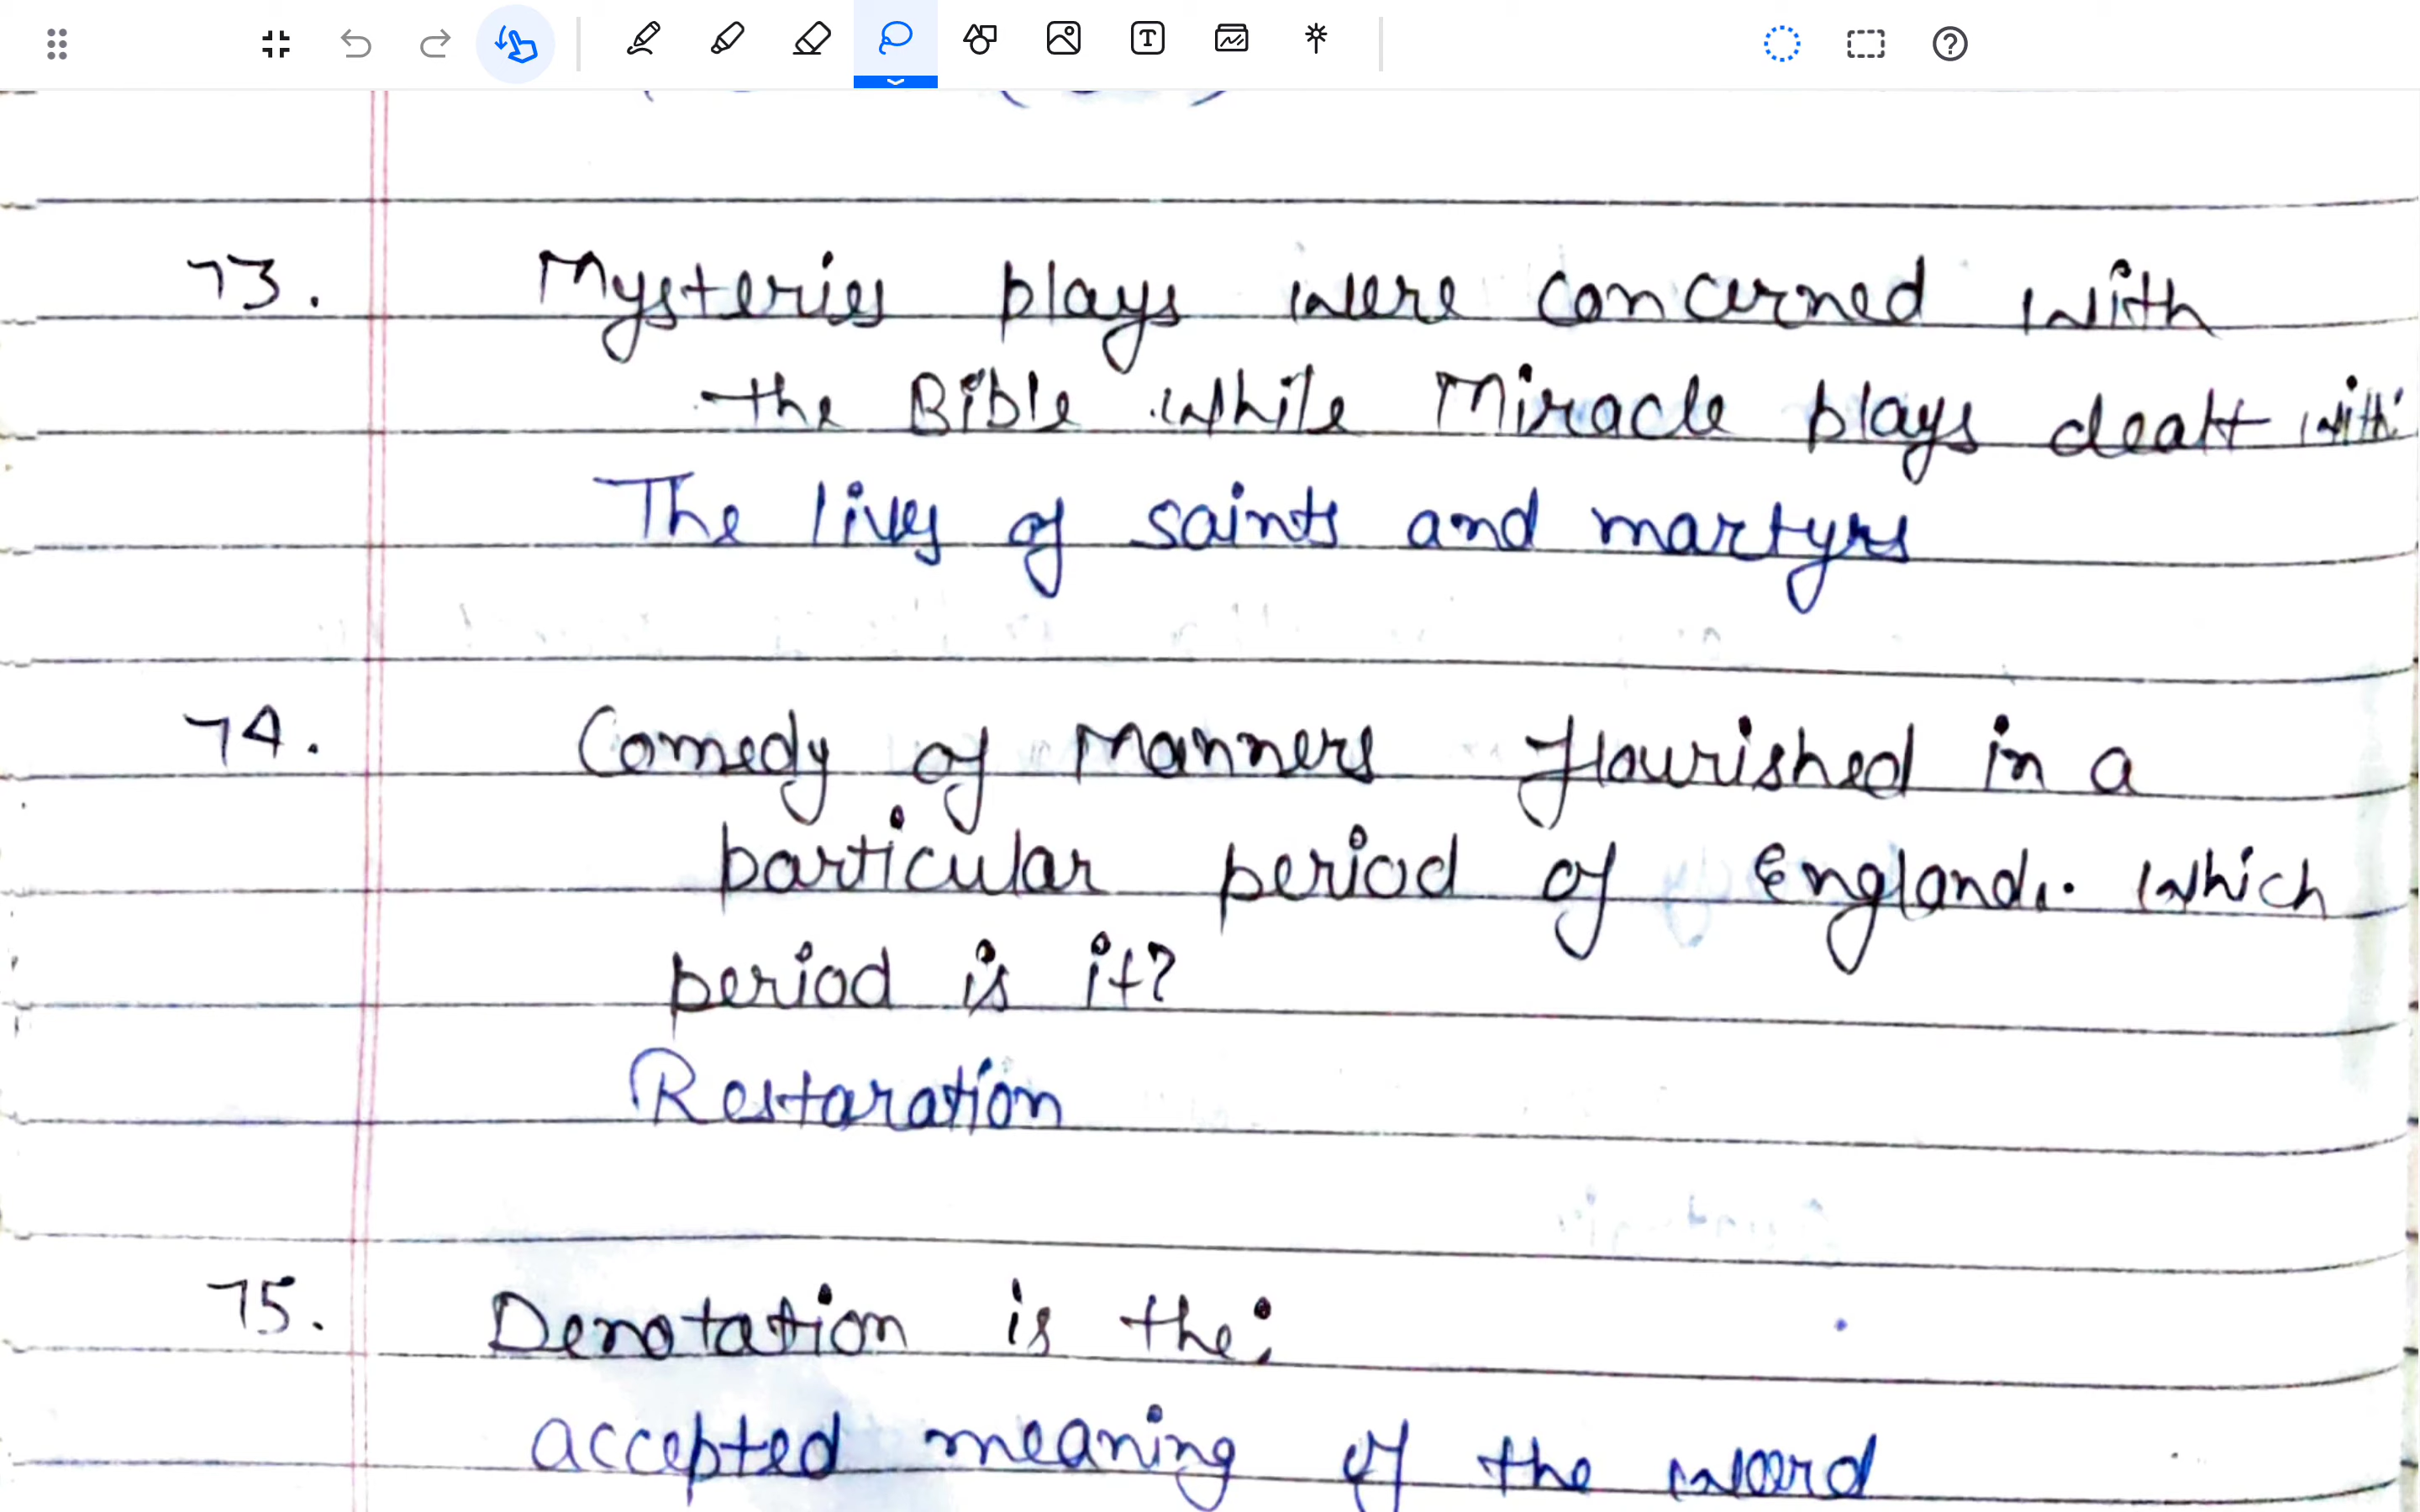 73. Mysteries plays were concerned with
the Bible while Miracle plays dealt with
The lives of saints and martyrs
74. Comedy of Manners flourished in a
particular period of England. Which
period is it?
Restoration
75. Denotation is the:
accepted meaning of the word